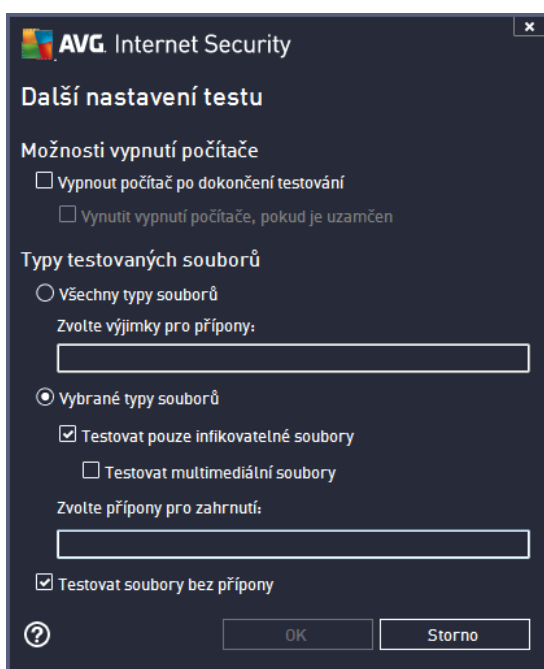 AVG. Internet Security
Další nastavení testu
Možnosti vypnutí počítače
Vypnout počítač po dokončení testování
Vynutit vypnutí počítače, pokud je uzamčen
Typy testovaných souborů
Všechny typy souborů
Zvolte výjimky pro přípony:
Vybrané typy souborů
Testovat pouze infikovatelné soubory
Testovat multimediální soubory
Zvolte přípony pro zahrnutí:
Testovat soubory bez přípony
OK
Storno